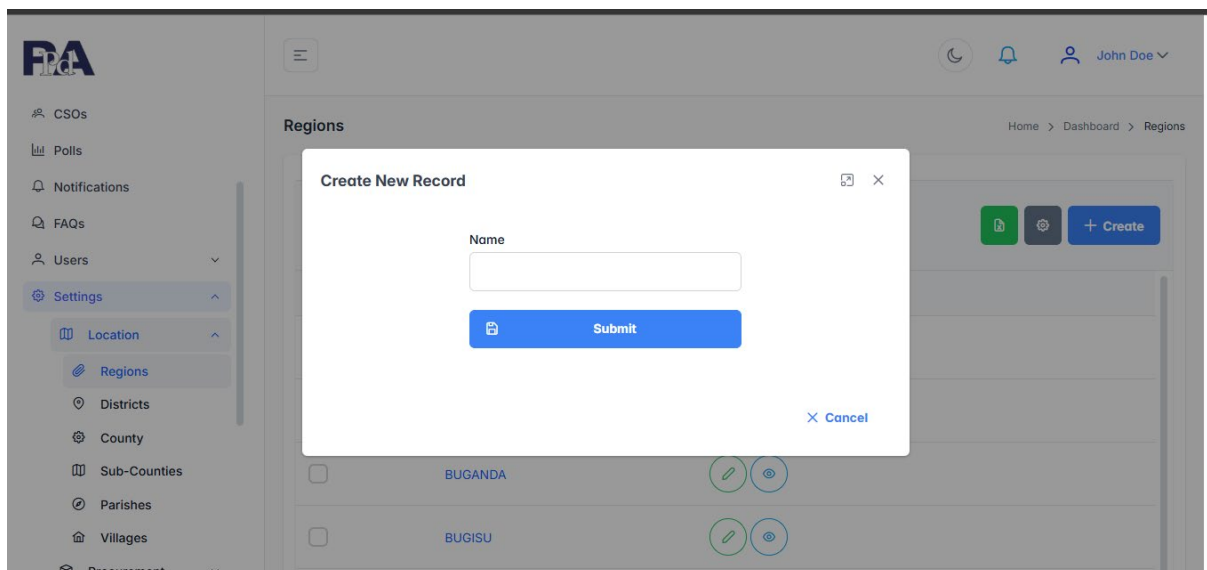 PPdA
John Doe
CSOs
Polls
Notifications
FAQs
Users
Settings
Location
Regions
Districts
County
Sub-Counties
Parishes
Villages
Regions
Home > Dashboard > Regions
+ Create
Create New Record
Name
Submit
Cancel
BUGANDA
BUGISU